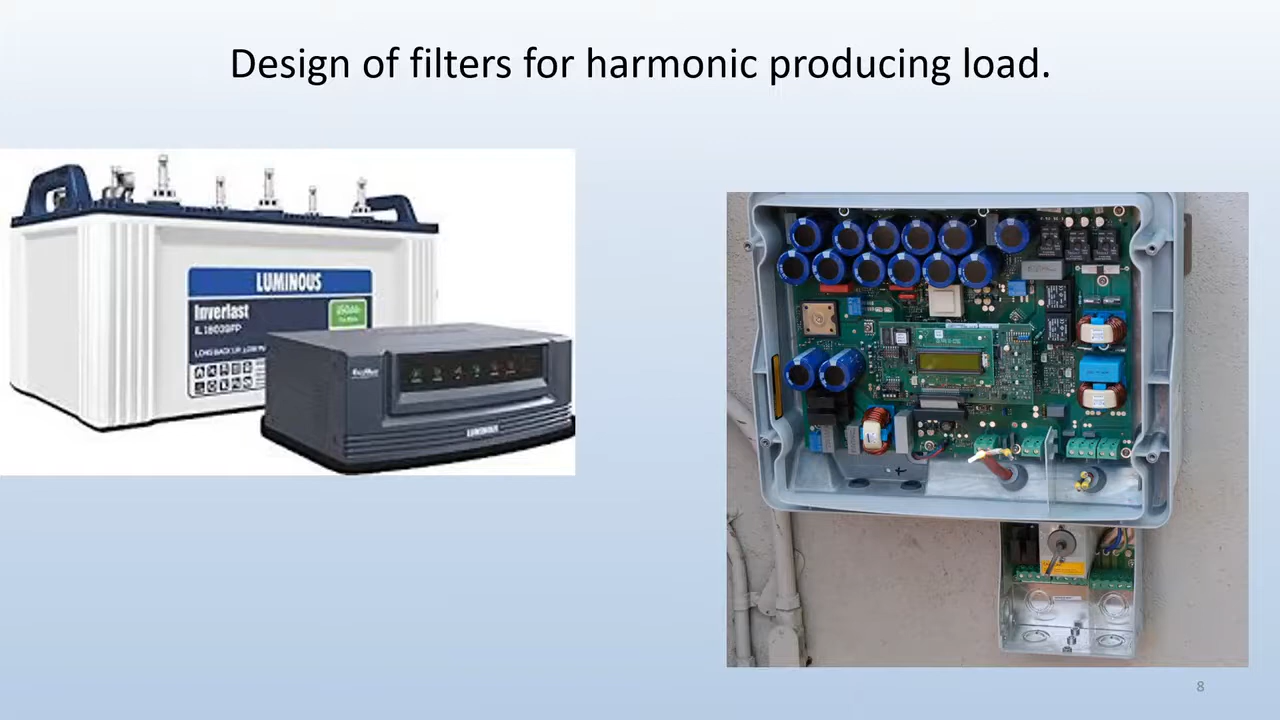 Design of filters for harmonic producing load.
LUMINOUS
Inverlast
LUMINOUS
8